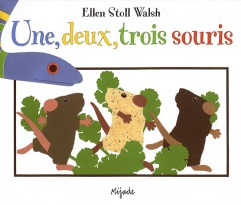 Ellen Stoll Walsh
Une, deux, trois souris
Mijade